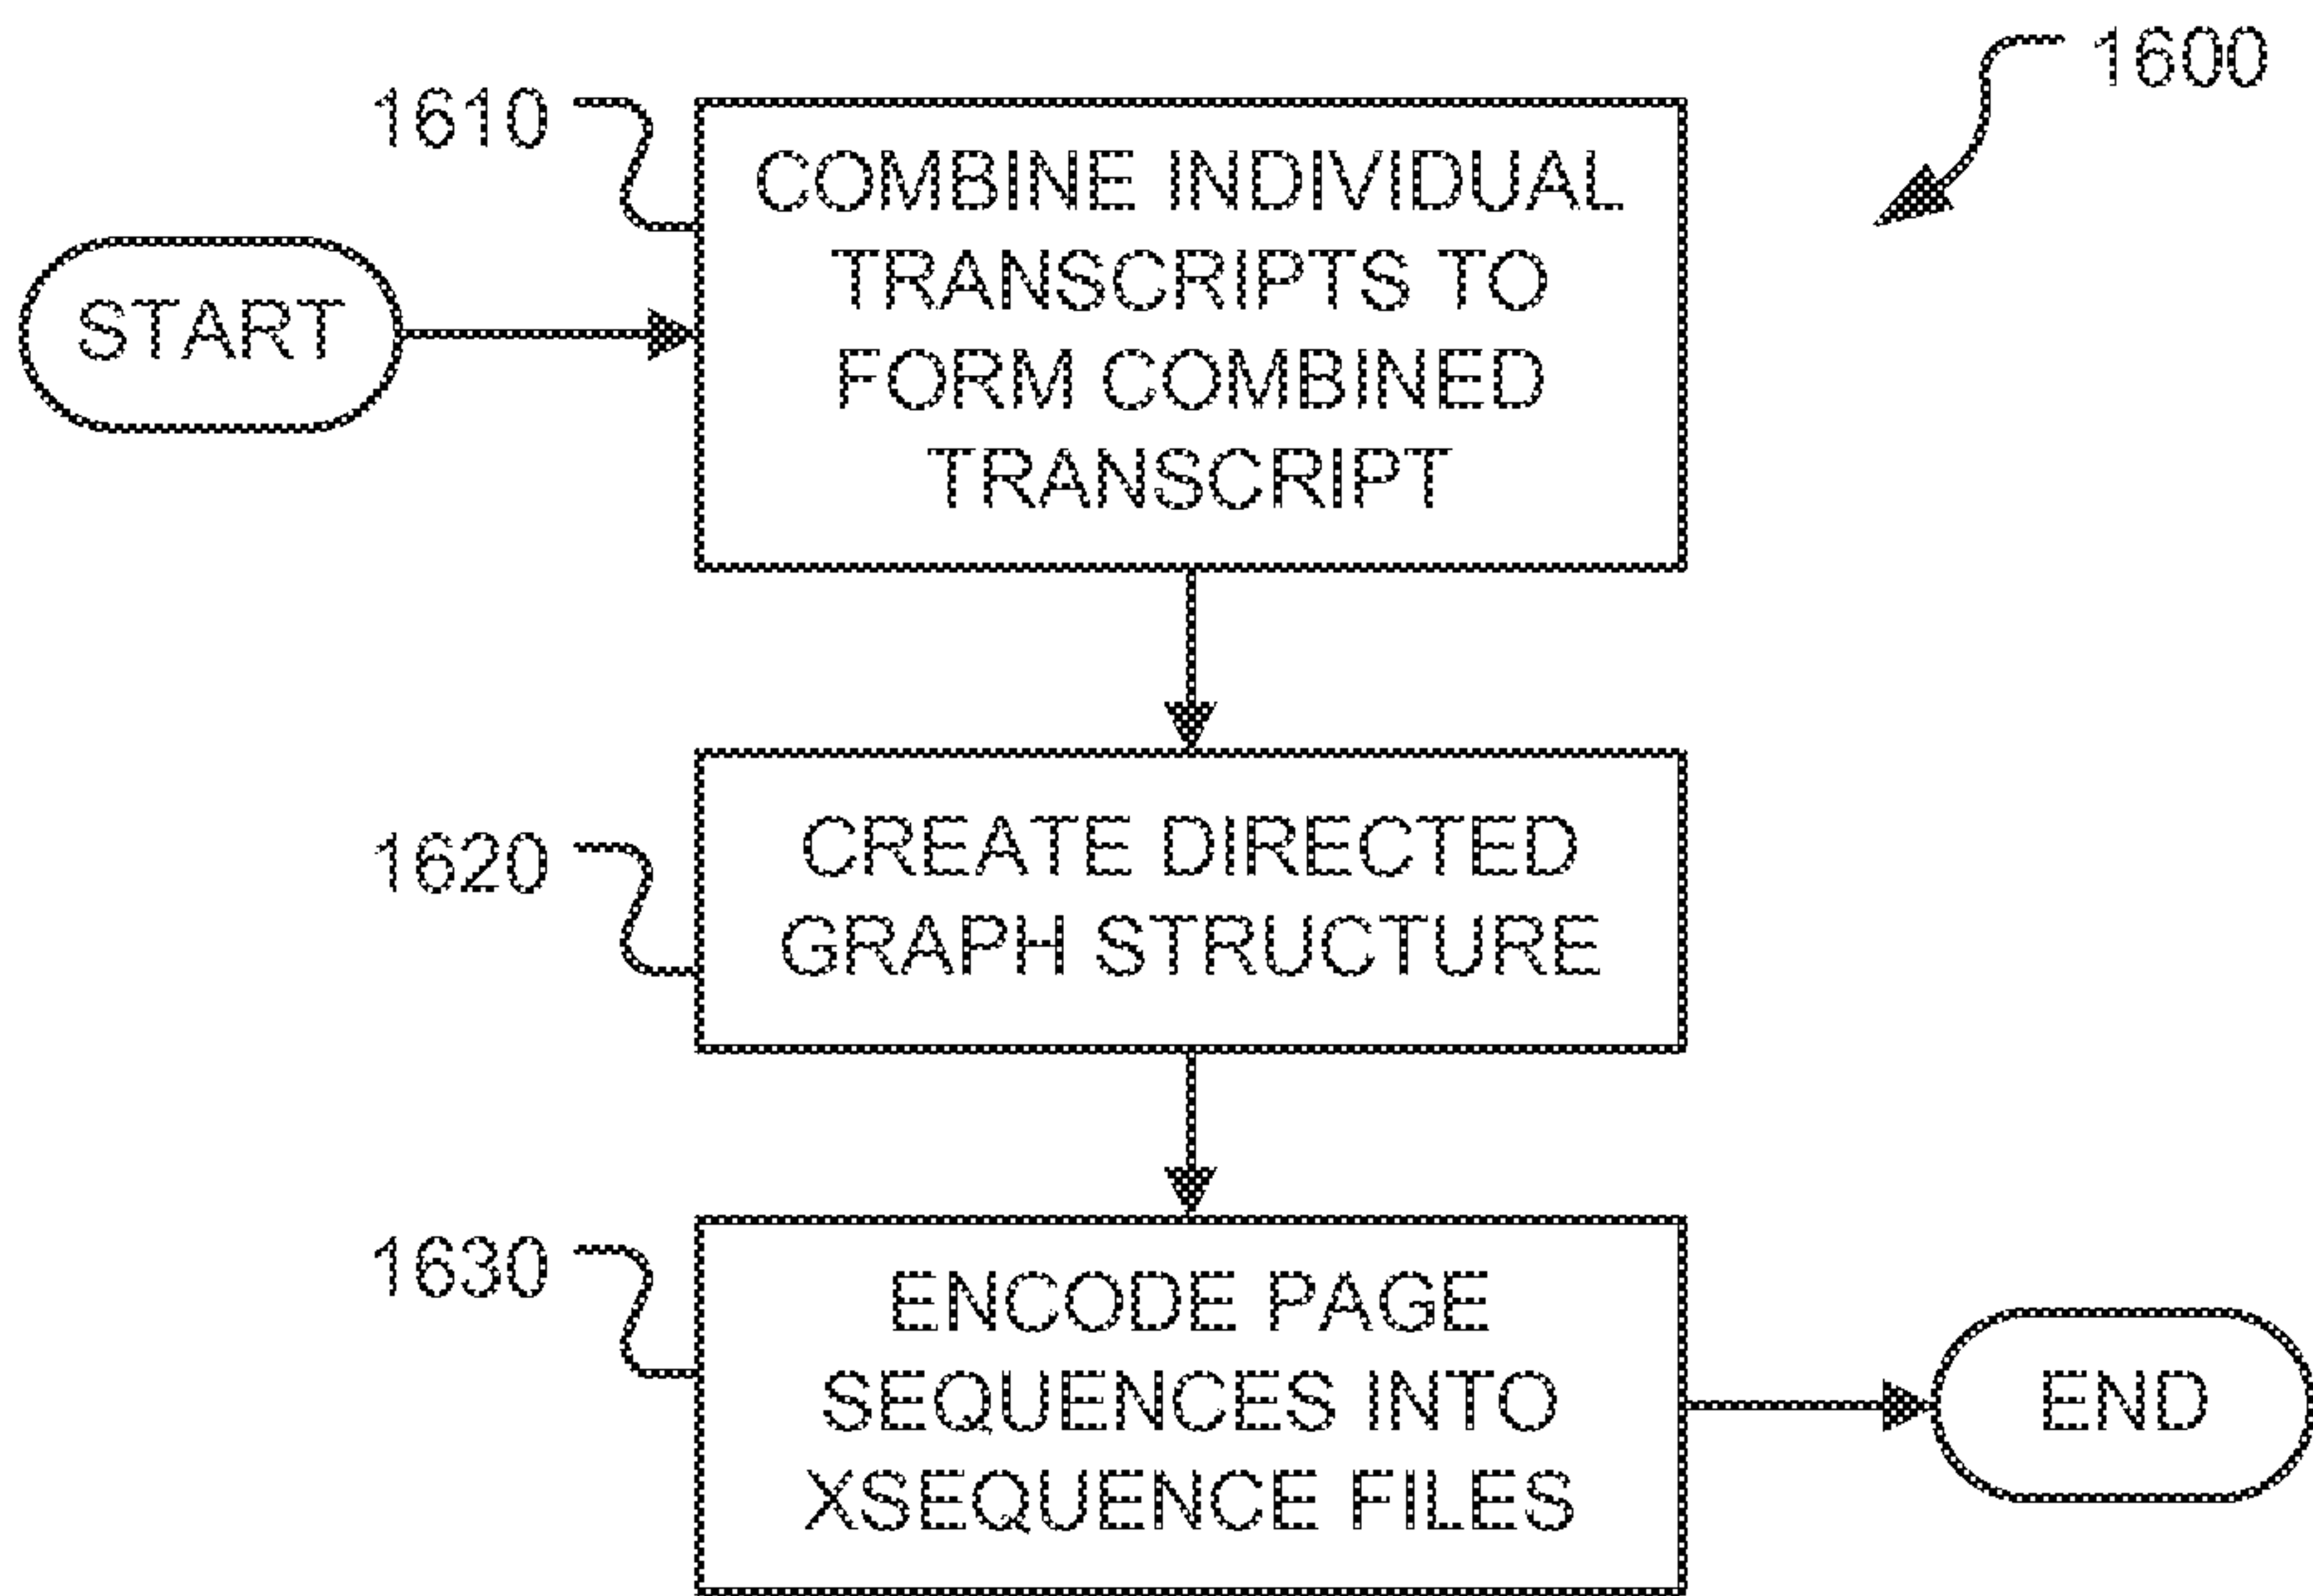 1600
1610
COMBINE INDIVIDUAL
TRANSCRIPTS TO
FORM COMBINED
TRANSCRIPT
START
1620
CREATE DIRECTED
GRAPH STRUCTURE
1630
ENCODE PAGE
SEQUENCES INTO
XSEQUENCE FILES
END